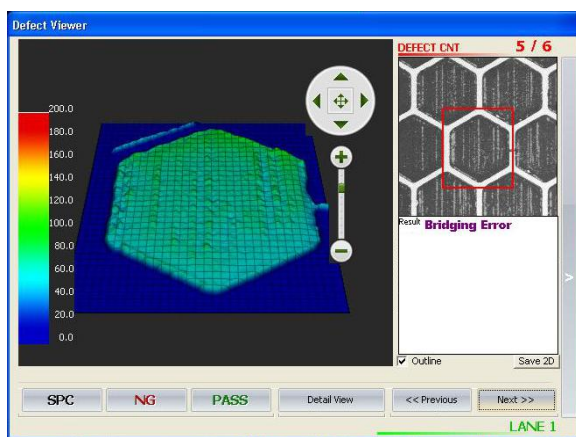 Defect Viewer
DEFECT CNT 5 / 6
200.0
180.0
160.0
140.0
120.0
100.0
80.0
60.0
40.0
20.0
0.0
Result Bridging Error
Outline Save 2D
SPC NG PASS Detail View << Previous Next >>
>
LANE 1